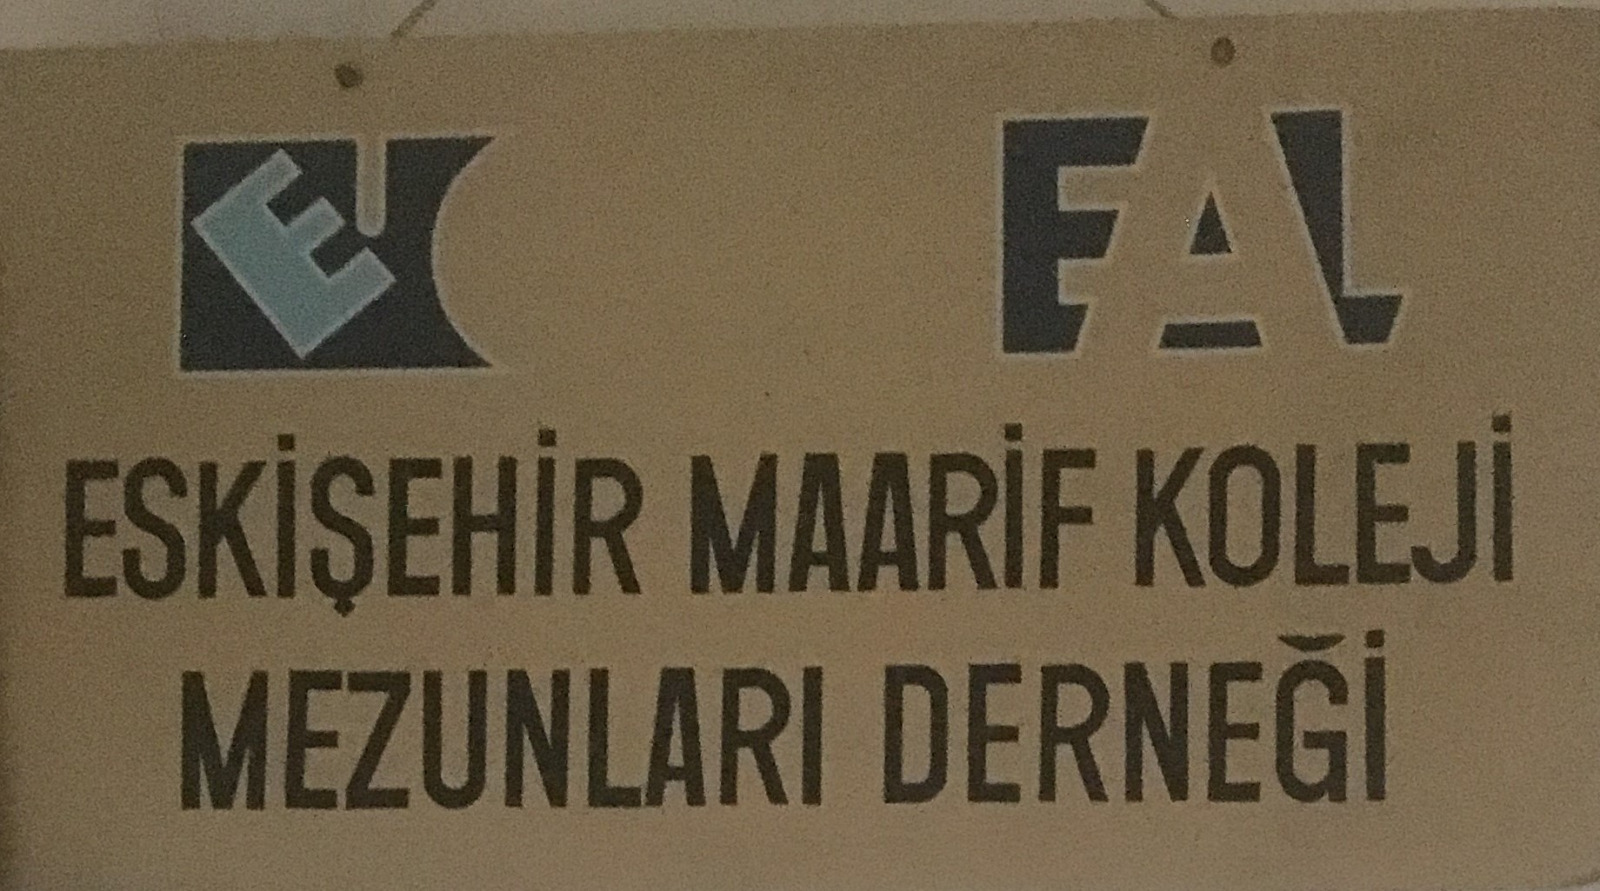 EAL
ESKİŞEHİR MAARİF KOLEJİ
MEZUNLARI DERNEĞİ